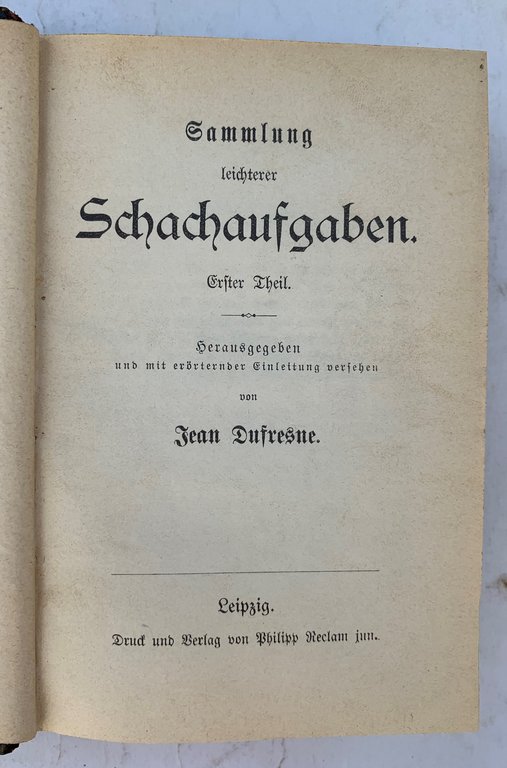 Sammlung
leichterer
Schachaufgaben.
Erster Theil.
Herausgegeben
und mit erörternder Einleitung versehen
von
Jean Dufresne.
Leipzig.
Druck und Verlag von Philipp Reclam jun.